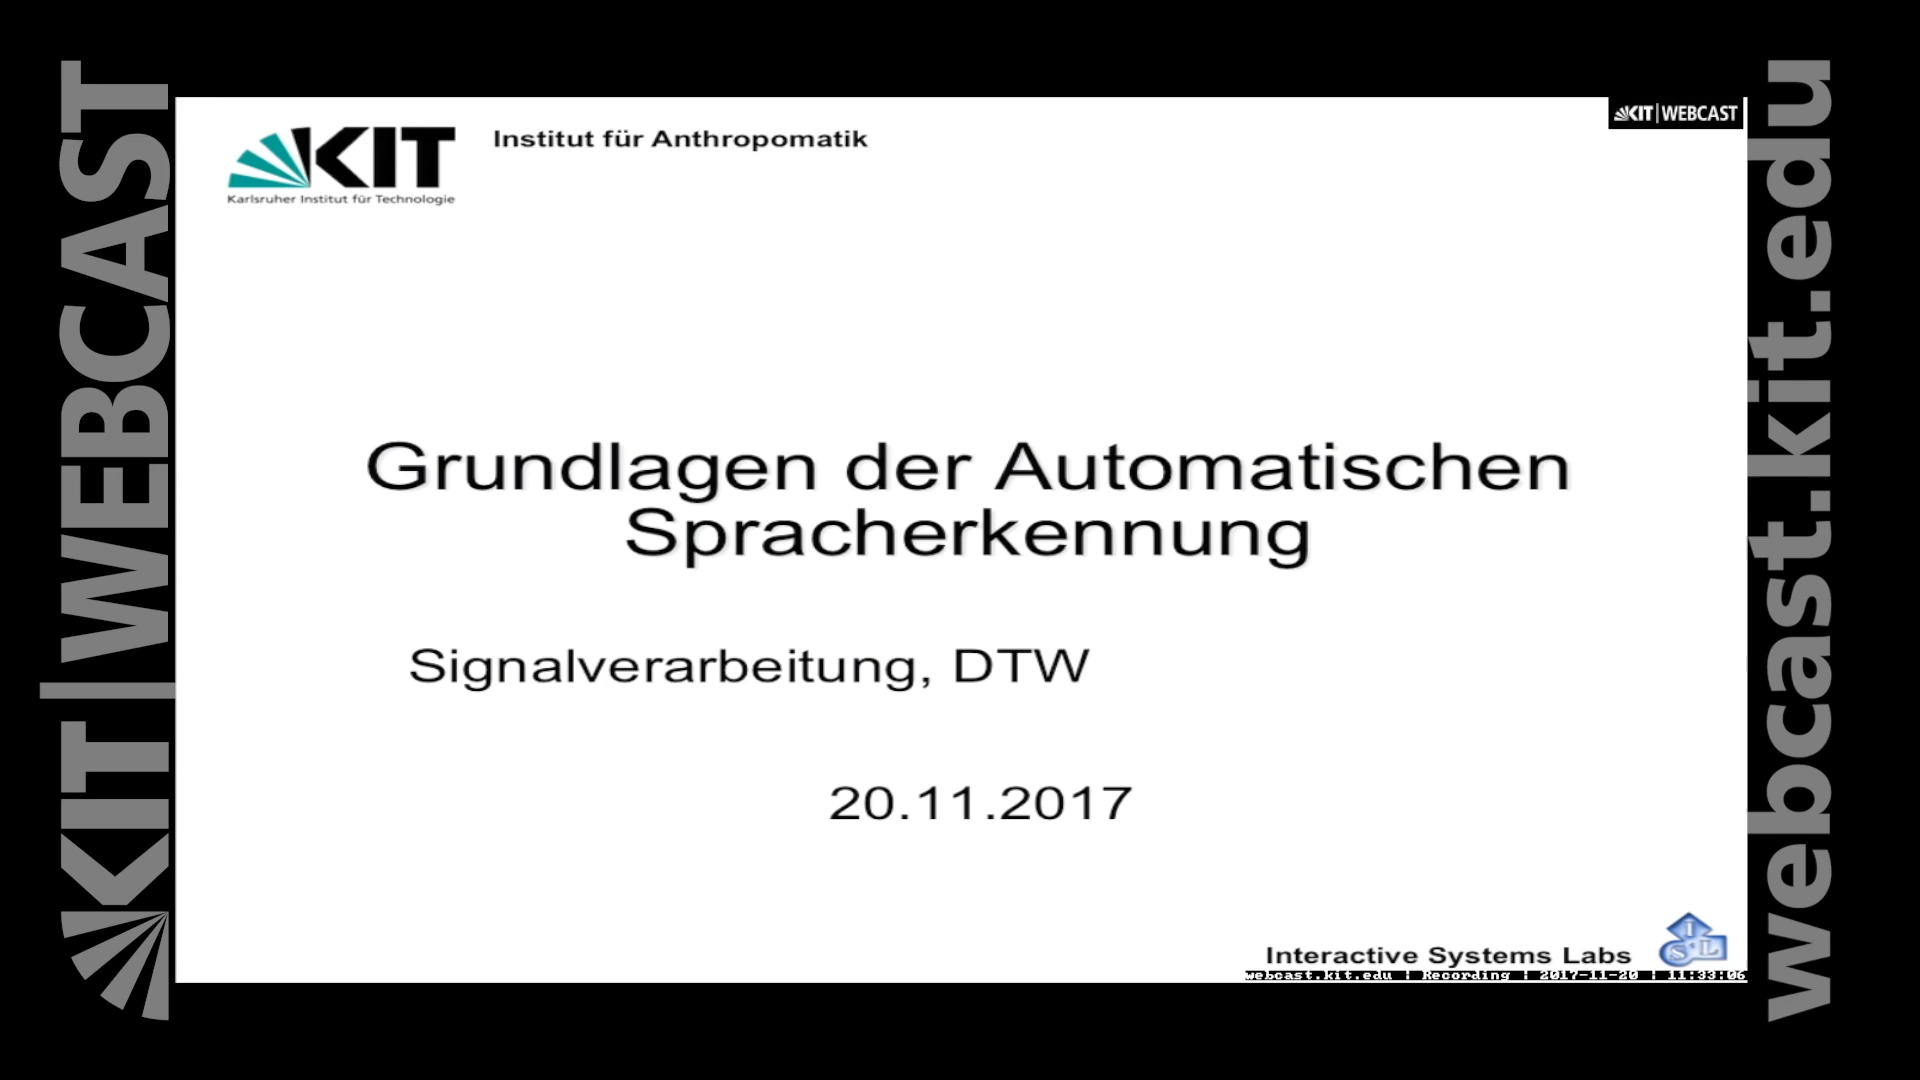 KIT|WEBCAST
KIT
Karlsruher Institut für Technologie
Institut für Anthropomatik
KIT|WEBCAST
Grundlagen der Automatischen
Spracherkennung
Signalverarbeitung, DTW
20.11.2017
Interactive Systems Labs
ISL
webcast.kit.edu | Recording | 2017-11-20 | 11:33:06
webcast.kit.edu